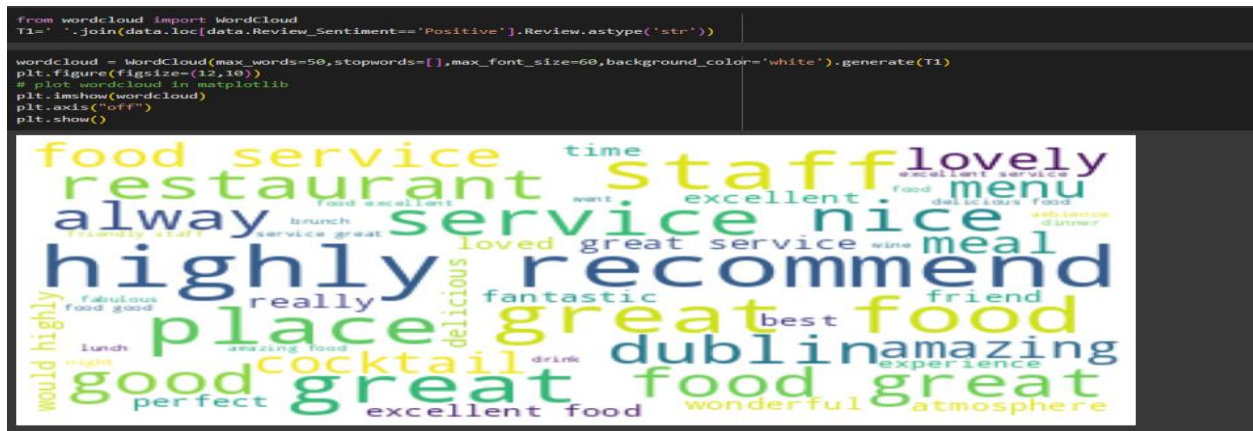 from wordcloud import WordCloud
T1=' '.join(data.loc[data.Review_Sentiment=='Positive'].Review.astype('str'))
wordcloud = WordCloud(max_words=50,stopwords=[],max_font_size=60,background_color='white').generate(T1)
plt.figure(figsize=(12,10))
# plot wordcloud in matplotlib
plt.imshow(wordcloud)
plt.axis("off")
plt.show()
food service
time
staff
lovely
excellent service
restaurant
food excellent
went
excellent
food
menu
delicious food
alway
brunch
service
nice
ambiance
dinner
friendly staff
service great
loved
great service
wine
meal
highly recommend
fabulous
really
delicious
fantastic
friend
food good
place
great food
best
would highly
lunch
amazing food
cocktail
drink
dublin
amazing
experience
night
good
great
food great
perfect
excellent food
wonderful
atmosphere